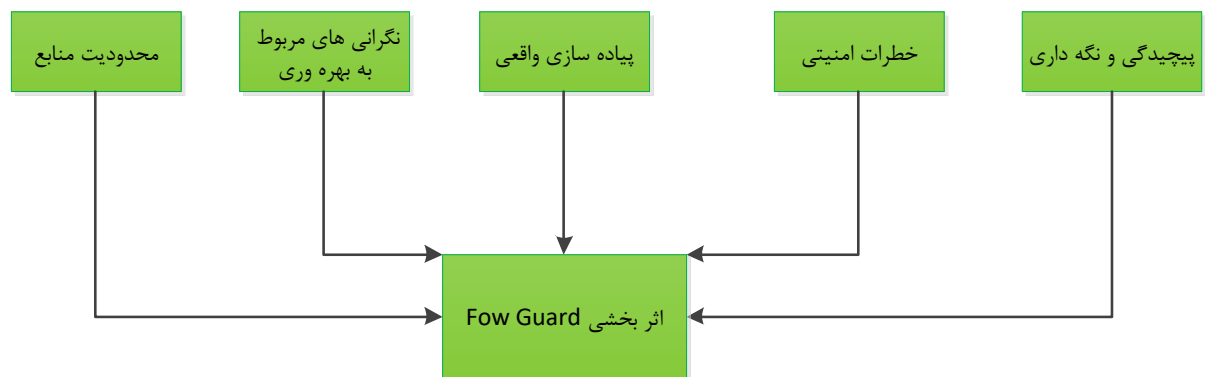 پیچیدگی و نگه داری
خطرات امنیتی
پیاده سازی واقعی
نگرانی های مربوط
به بهره وری
محدودیت منابع
اثر بخشی Fow Guard